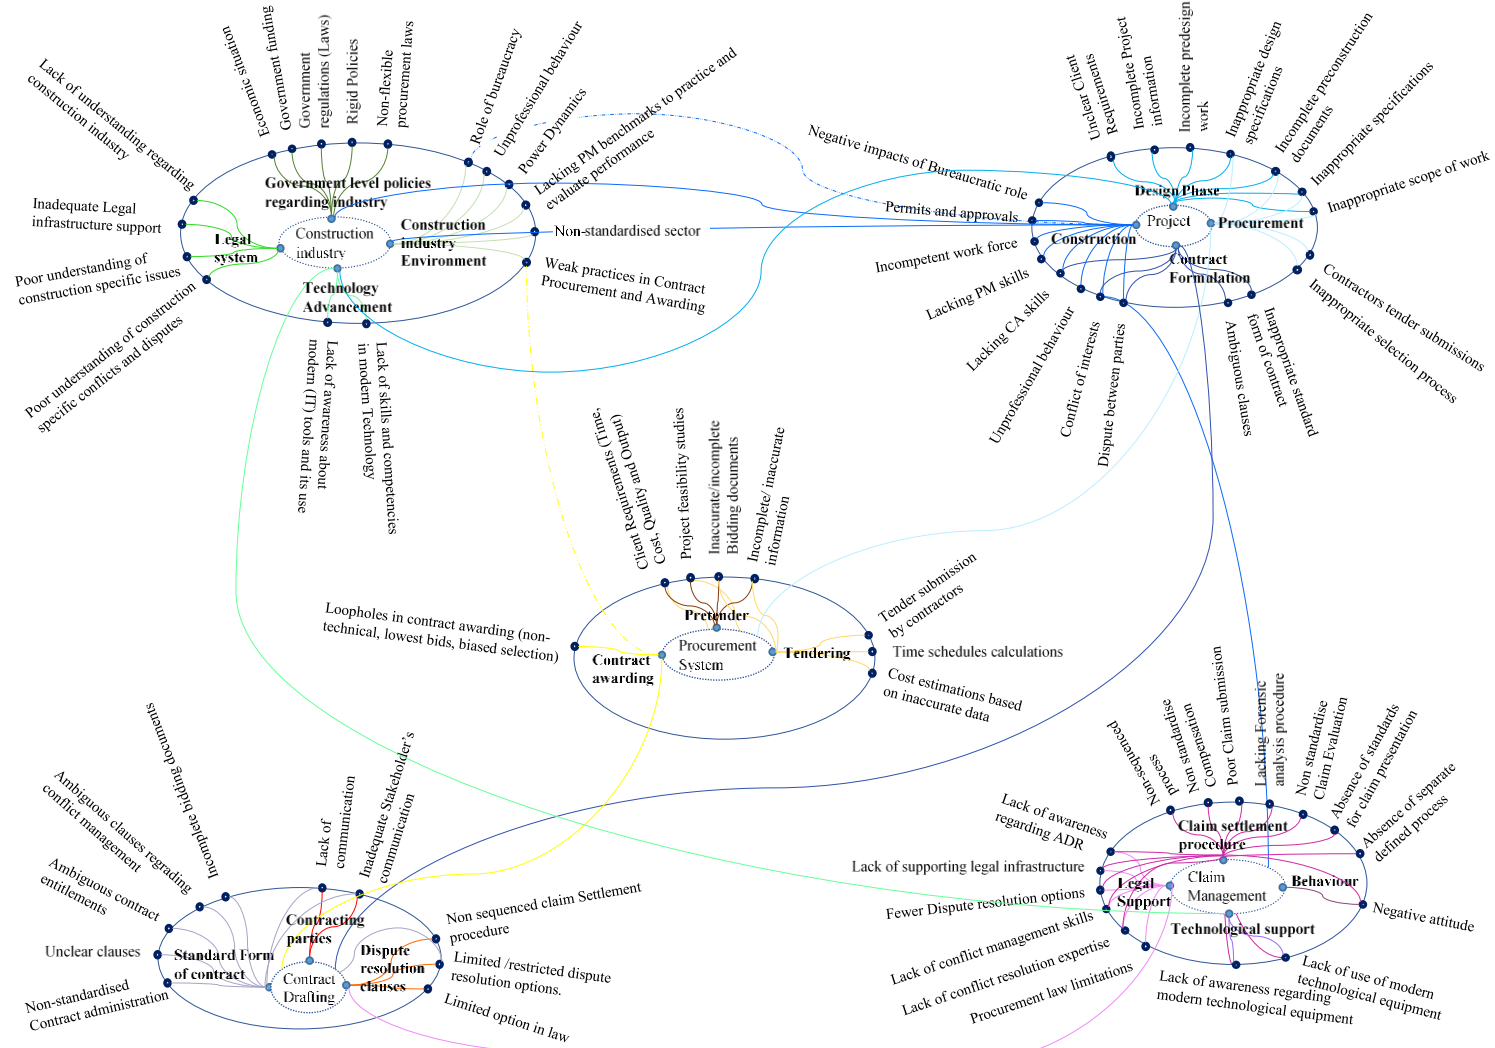 Lack of understanding regarding
construction industry
Economic situation
Government funding
Government
regulations (Laws)
Rigid Policies
Non-flexible
procurement laws
Role of bureaucracy
Unprofessional behaviour
Power Dynamics
Lacking PM benchmarks to practice and
evaluate performance
Non-standardised sector
Weak practices in Contract
Procurement and Awarding
Inadequate Legal
infrastructure support
Poor understanding of
construction specific issues
Poor understanding of construction
specific conflicts and disputes
Government level policies
regarding industry
Legal
system
Construction
industry
Construction
industry
Environment
Technology
Advancement
Lack of awareness about
modern (IT) tools and its use
Lack of skills and competencies
in modern Technology
Unclear Client
Requirements
Incomplete Project
information
Incomplete predesign
work
Inappropriate design
specifications
Incomplete preconstruction
documents
Inappropriate specifications
Inappropriate scope of work
Negative impacts of Bureaucratic role
Permits and approvals
Incompetent work force
Lacking PM skills
Lacking CA skills
Unprofessional behaviour
Conflict of interests
Dispute between parties
Design Phase
Project
Procurement
Construction
Contract
Formulation
Contractors tender submissions
Inappropriate selection process
Inappropriate standard
form of contract
Ambiguous clauses
Client Requirements (Time,
Cost, Quality and Output)
Project feasibility studies
Inaccurate/incomplete
Bidding documents
Incomplete/ inaccurate
information
Loopholes in contract awarding (non-
technical, lowest bids, biased selection)
Pretender
Procurement
System
Contract
awarding
Tendering
Tender submission
by contractors
Time schedules calculations
Cost estimations based
on inaccurate data
Incomplete bidding documents
Ambiguous clauses regrading
conflict management
Ambiguous contract
entitlements
Unclear clauses
Non-standardised
Contract administration
Lack of
communication
Inadequate Stakeholder’s
communication
Contracting
parties
Standard Form
of contract
Contract
Drafting
Dispute
resolution
clauses
Non sequenced claim Settlement
procedure
Limited /restricted dispute
resolution options.
Limited option in law
Non-sequenced
process
Non standardise
Compensation
Poor Claim submission
Lacking Forensic
analysis procedure
Non standardise
Claim Evaluation
Absence of standards
for claim presentation
Absence of separate
defined process
Lack of awareness
regarding ADR
Lack of supporting legal infrastructure
Fewer Dispute resolution options
Lack of conflict management skills
Lack of conflict resolution expertise
Procurement law limitations
Claim settlement
procedure
Claim
Management
Legal
Support
Behaviour
Technological support
Negative attitude
Lack of use of modern
technological equipment
Lack of awareness regarding
modern technological equipment